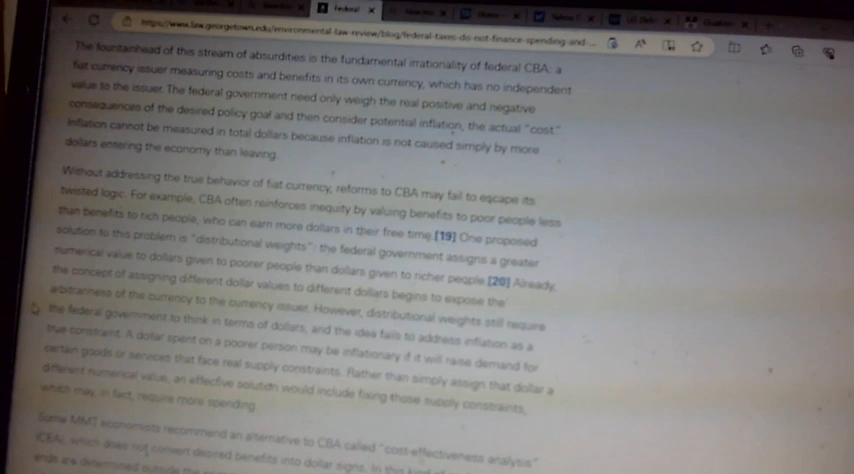 Federal
https://www.law.georgetown.edu/environmental-law-review/blog/federal-taxes-do-not-finance-spending-and-...
The fountainhead of this stream of absurdities is the fundamental irrationality of federal CBA: a
fiat currency issuer measuring costs and benefits in its own currency, which has no independent
value to the issuer. The federal government need only weigh the real positive and negative
consequences of the desired policy goal and then consider potential inflation, the actual "cost."
Inflation cannot be measured in total dollars because inflation is not caused simply by more
dollars entering the economy than leaving.
Without addressing the true behavior of fiat currency, reforms to CBA may fail to escape its
twisted logic. For example, CBA often reinforces inequity by valuing benefits to poor people less
than benefits to rich people, who can earn more dollars in their free time.[19] One proposed
solution to this problem is "distributional weights": the federal government assigns a greater
numerical value to dollars given to poorer people than dollars given to richer people.[20] Already,
the concept of assigning different dollar values to different dollars begins to expose the
arbitrariness of the currency to the currency issuer. However, distributional weights still require
the federal government to think in terms of dollars, and the idea fails to address inflation as a
true constraint. A dollar spent on a poorer person may be inflationary if it will raise demand for
certain goods or services that face real supply constraints. Rather than simply assign that dollar a
different numerical value, an effective solution would include fixing those supply constraints,
which may, in fact, require more spending.
Some MMT economists recommend an alternative to CBA called "cost-effectiveness analysis"
(CEA), which does not convert desired benefits into dollar signs. In this kind of
ends are determined outside the